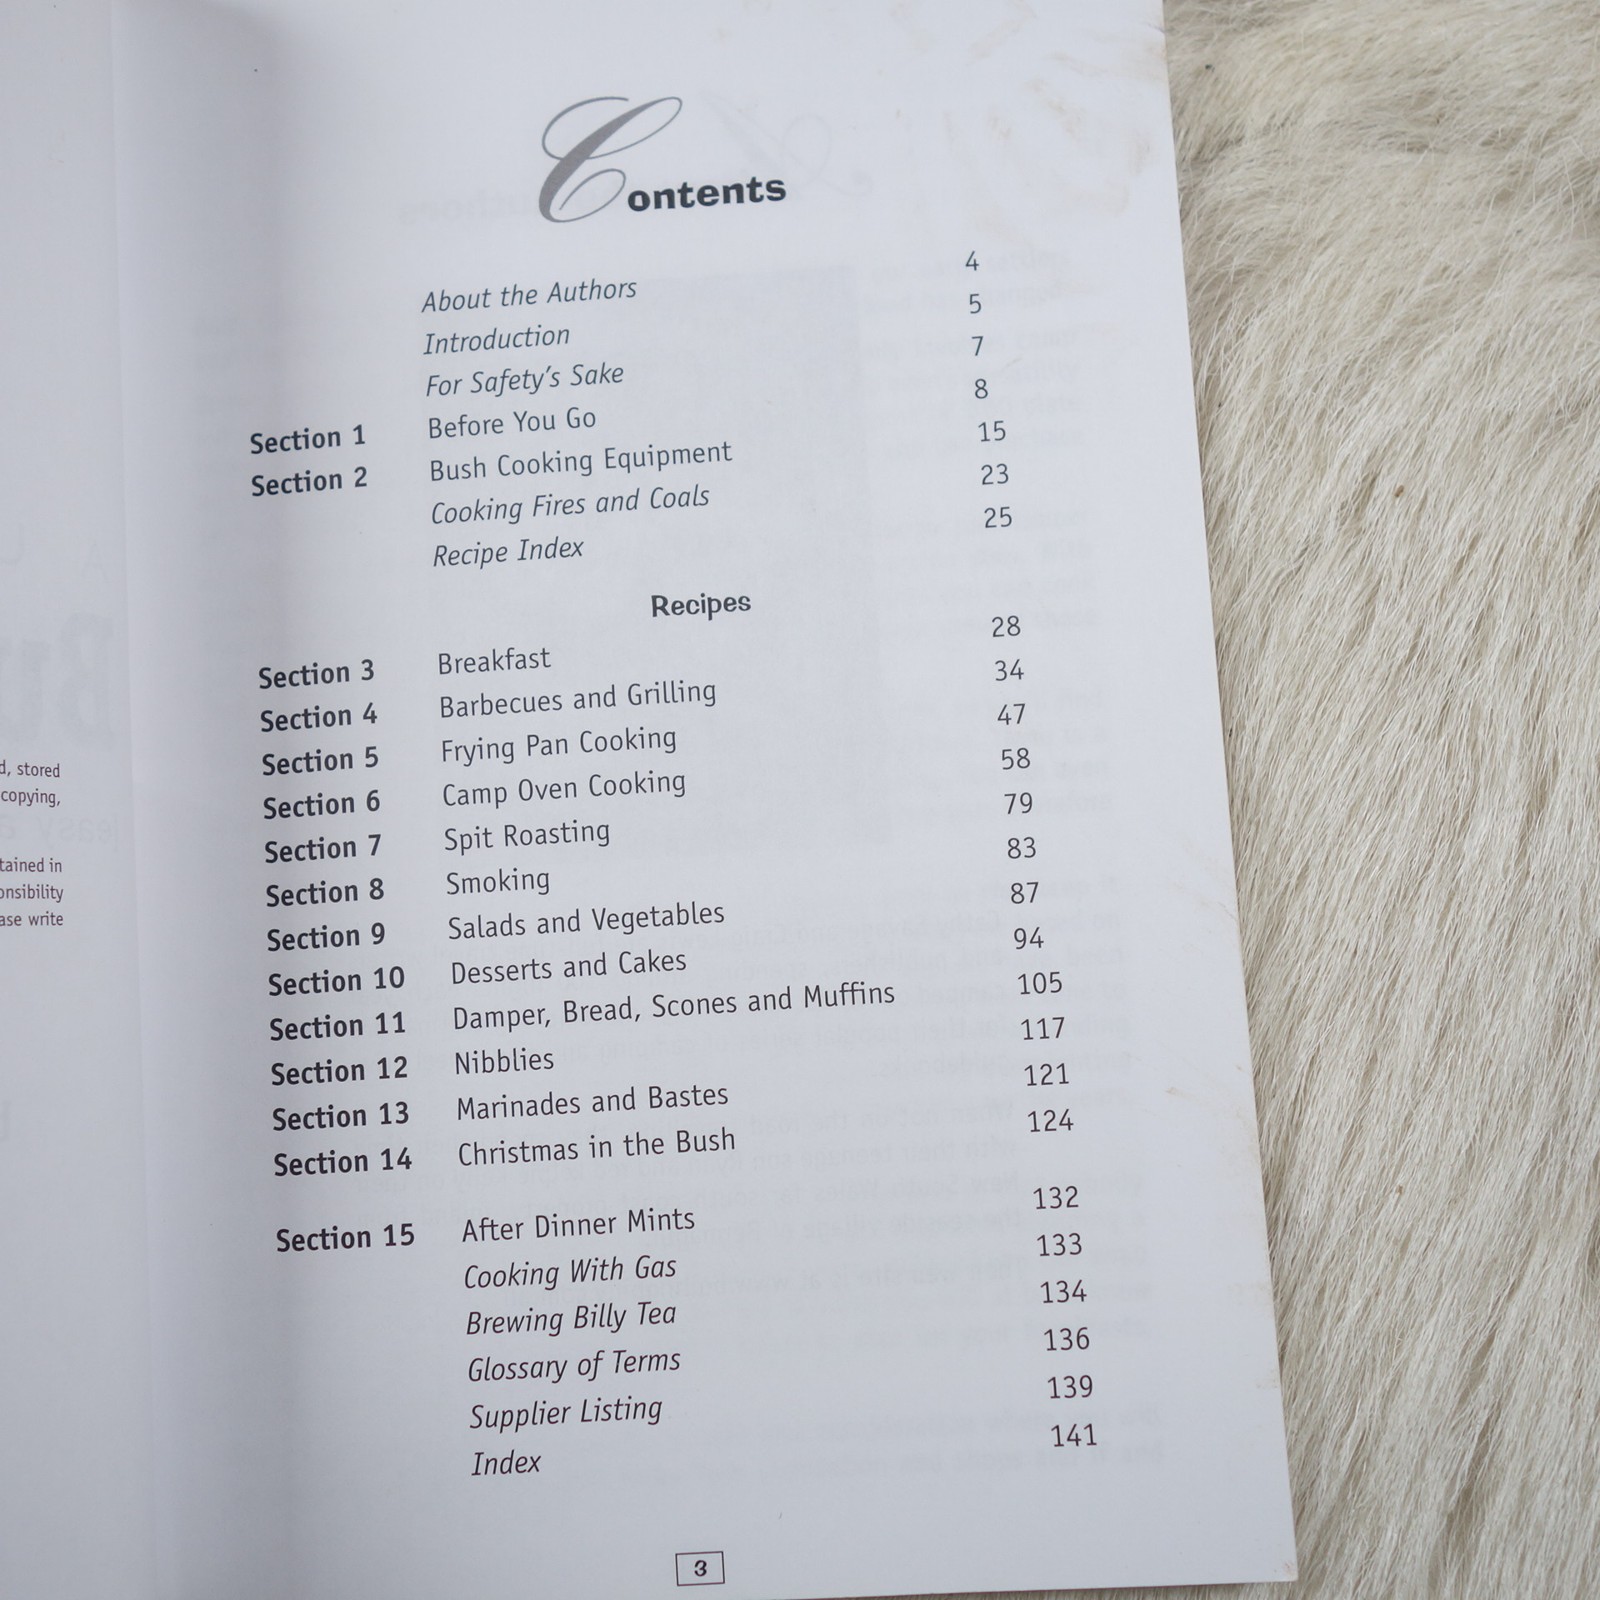 d, stored
copying,
tained in
onsibility
ase write
Contents
About the Authors 4
Introduction 5
For Safety's Sake 7
Section 1 Before You Go 8
Section 2 Bush Cooking Equipment 15
Cooking Fires and Coals 23
Recipe Index 25
Recipes
Section 3 Breakfast 28
Section 4 Barbecues and Grilling 34
Section 5 Frying Pan Cooking 47
Section 6 Camp Oven Cooking 58
Section 7 Spit Roasting 79
Section 8 Smoking 83
Section 9 Salads and Vegetables 87
Section 10 Desserts and Cakes 94
Section 11 Damper, Bread, Scones and Muffins 105
Section 12 Nibblies 117
Section 13 Marinades and Bastes 121
Section 14 Christmas in the Bush 124
Section 15 After Dinner Mints 132
Cooking With Gas 133
Brewing Billy Tea 134
Glossary of Terms 136
Supplier Listing 139
Index 141
3